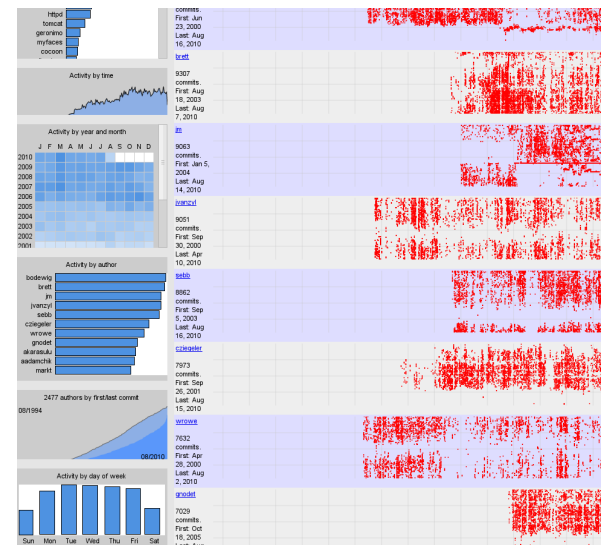 httpd
tomcat
geronimo
myfaces
cocoon
Activity by time
Activity by year and month
J F M A M J J A S O N D
2010
2009
2008
2007
2006
2005
2004
2003
2002
2001
Activity by author
bodewig
brett
jm
jvanzyl
sebb
cziegeler
wrowe
gnodet
akarasulu
aadamchik
markt
2477 authors by first/last commit
08/1994
08/2010
Activity by day of week
Sun Mon Tue Wed Thu Fri Sat
commits.
First: Jun
23, 2000
Last: Aug
16, 2010
brett
9307
commits.
First: Aug
18, 2003
Last: Aug
7, 2010
jm
9063
commits.
First: Jan 5,
2004
Last: Aug
14, 2010
jvanzyl
9051
commits.
First: Sep
30, 2000
Last: Apr
10, 2010
sebb
8862
commits.
First: Sep
5, 2003
Last: Aug
16, 2010
cziegeler
7973
commits.
First: Sep
26, 2001
Last: Aug
15, 2010
wrowe
7632
commits.
First: Apr
28, 2000
Last: Aug
2, 2010
gnodet
7029
commits.
First: Oct
18, 2005